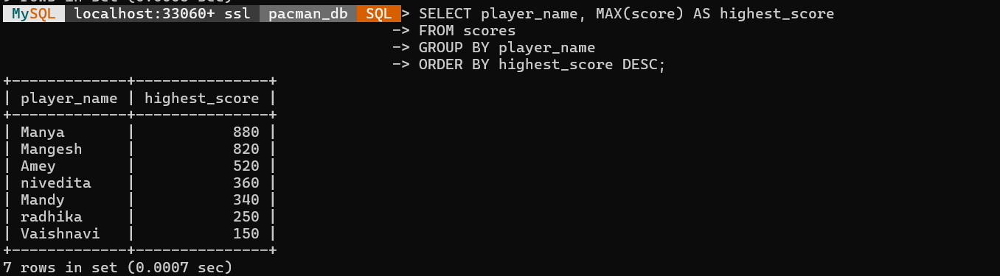 MySQL localhost:33060+ ssl pacman_db SQL > SELECT player_name, MAX(score) AS highest_score
-> FROM scores
-> GROUP BY player_name
-> ORDER BY highest_score DESC;
+-------------+---------------+
| player_name | highest_score |
+-------------+---------------+
| Manya       |           880 |
| Mangesh     |           820 |
| Amey        |           520 |
| nivedita    |           360 |
| Mandy       |           340 |
| radhika     |           250 |
| Vaishnavi   |           150 |
+-------------+---------------+
7 rows in set (0.0007 sec)